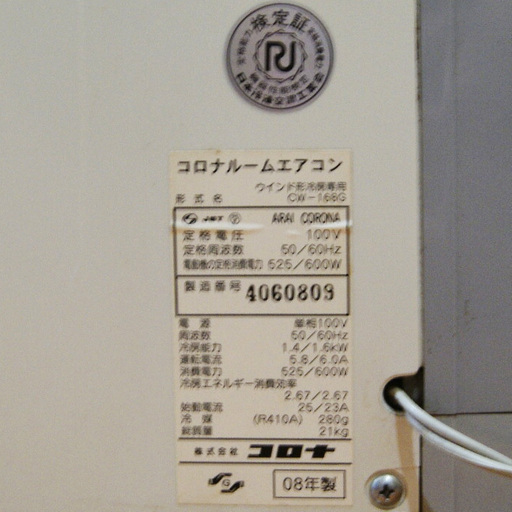 検定証
コロナルームエアコン
ウインド形冷房専用
形式名 CW-166G
JET ARAI CORONA
定格電圧 100V
定格周波数 50/60Hz
電動機の定格消費電力 525/600W
製造番号 4060809
電源 単相100V
周波数 50/60Hz
冷房能力 1.4/1.6kW
運転電流 5.8/6.0A
消費電力 525/600W
冷房エネルギー消費効率
2.67/2.67
始動電流 25/23A
冷媒 (R410A) 280g
総質量 21kg
株式会社 コロナ
08年製